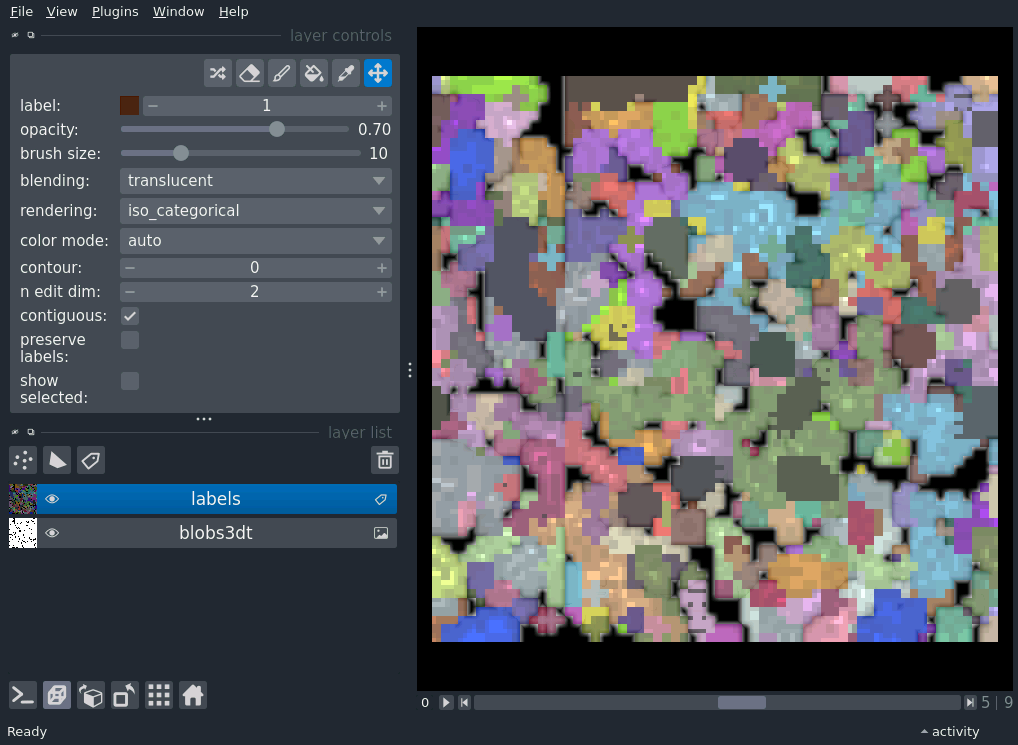 File View Plugins Window Help
layer controls
label: 1
opacity: 0.70
brush size: 10
blending: translucent
rendering: iso_categorical
color mode: auto
contour: 0
n edit dim: 2
contiguous:
preserve
labels:
show
selected:
layer list
labels
blobs3dt
0 5 | 9
Ready activity